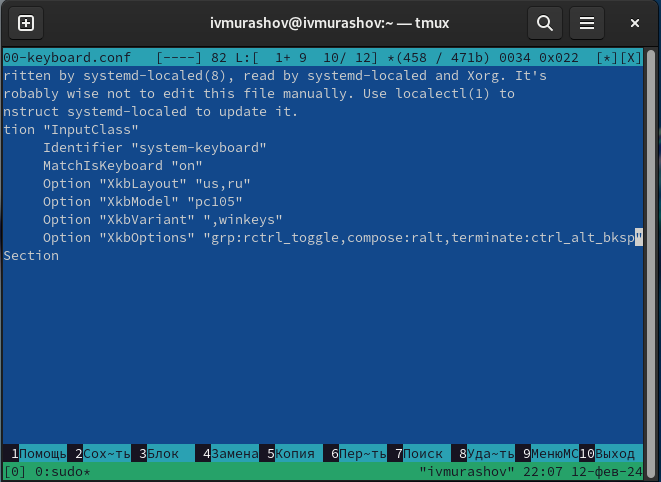 ivmurashov@ivmurashov:~ — tmux
00-keyboard.conf [----] 82 L:[ 1+ 9 10/ 12] *(458 / 471b) 0034 0x022 [*][X]
ritten by systemd-localed(8), read by systemd-localed and Xorg. It's
robably wise not to edit this file manually. Use localectl(1) to
nstruct systemd-localed to update it.
tion "InputClass"
Identifier "system-keyboard"
MatchIsKeyboard "on"
Option "XkbLayout" "us,ru"
Option "XkbModel" "pc105"
Option "XkbVariant" ",winkeys"
Option "XkbOptions" "grp:rctrl_toggle,compose:ralt,terminate:ctrl_alt_bksp"
Section
1Помощь 2Сох~ть 3Блок 4Замена 5Копия 6Пер~ть 7Поиск 8Уда~ть 9МенюMC 10Выход
[0] 0:sudo* "ivmurashov" 22:07 12-фев-24